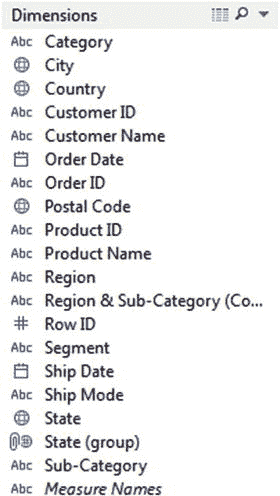 Dimensions
Abc Category
City
Country
Abc Customer ID
Abc Customer Name
Order Date
Abc Order ID
Postal Code
Abc Product ID
Abc Product Name
Abc Region
Abc Region & Sub-Category (Co...
# Row ID
Abc Segment
Ship Date
Abc Ship Mode
State
State (group)
Abc Sub-Category
Abc Measure Names